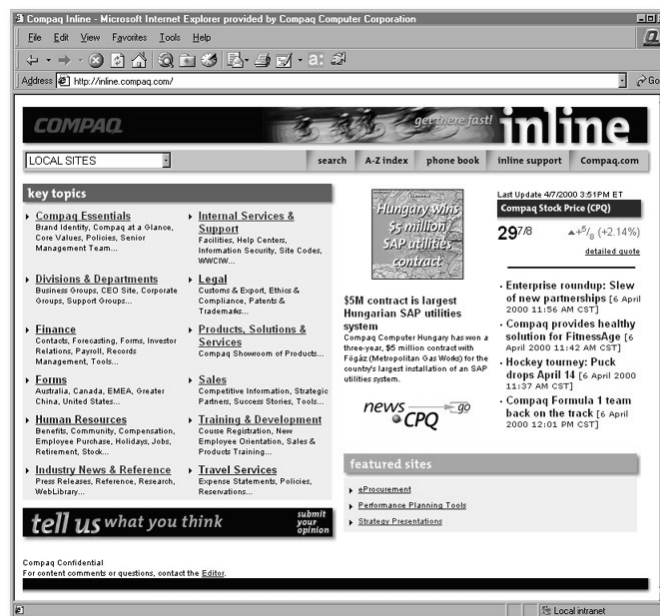 Compaq Inline - Microsoft Internet Explorer provided by Compaq Computer Corporation
File Edit View Favorites Tools Help
Address http://inline.compaq.com/ Go
COMPAQ get there fast! inline
LOCAL SITES search A-Z index phone book inline support Compaq.com
key topics
Compaq Essentials
Brand Identity, Compaq at a Glance,
Core Values, Policies, Senior
Management Team...
Divisions & Departments
Business Groups, CEO Site, Corporate
Groups, Support Groups...
Finance
Contacts, Forecasting, Forms, Investor
Relations, Payroll, Records
Management, Tools...
Forms
Australia, Canada, EMEA, Greater
China, United States...
Human Resources
Benefits, Community, Compensation,
Employee Purchase, Holidays, Jobs,
Retirement, Stock...
Industry News & Reference
Press Releases, Reference, Research,
WebLibrary...
Internal Services &
Support
Facilities, Help Centers,
Information Security, Site Codes,
WWCIW...
Legal
Customs & Export, Ethics &
Compliance, Patents &
Trademarks...
Products, Solutions &
Services
Compaq Showroom of Products...
Sales
Competitive Information, Strategic
Partners, Success Stories, Tools...
Training & Development
Course Registration, New
Employee Orientation, Sales &
Products Training...
Travel Services
Expense Statements, Policies,
Reservations...
tell us what you think
submit
your
opinion
Hungary wins
$5 million
SAP utilities
contract
$5M contract is largest
Hungarian SAP utilities
system
Compaq Computer Hungary has won a
three-year, $5 million contract with
Fögáz (Metropolitan Gas Works) for the
country's largest installation of an SAP
utilities system.
news go
CPQ
Last Update 4/7/2000 3:51PM ET
Compaq Stock Price (CPQ)
29 7/8 +5/8 (+2.14%)
detailed quote
Enterprise roundup: Slew
of new partnerships [6 April
2000 11:56 AM CST]
Compaq provides healthy
solution for FitnessAge [6
April 2000 11:42 AM CST]
Hockey tourney: Puck
drops April 14 [6 April 2000
11:37 AM CST]
Compaq Formula 1 team
back on the track [6 April
2000 12:01 PM CST]
featured sites
eProcurement
Performance Planning Tools
Strategy Presentations
Compaq Confidential
For content comments or questions, contact the Editor.
Local intranet